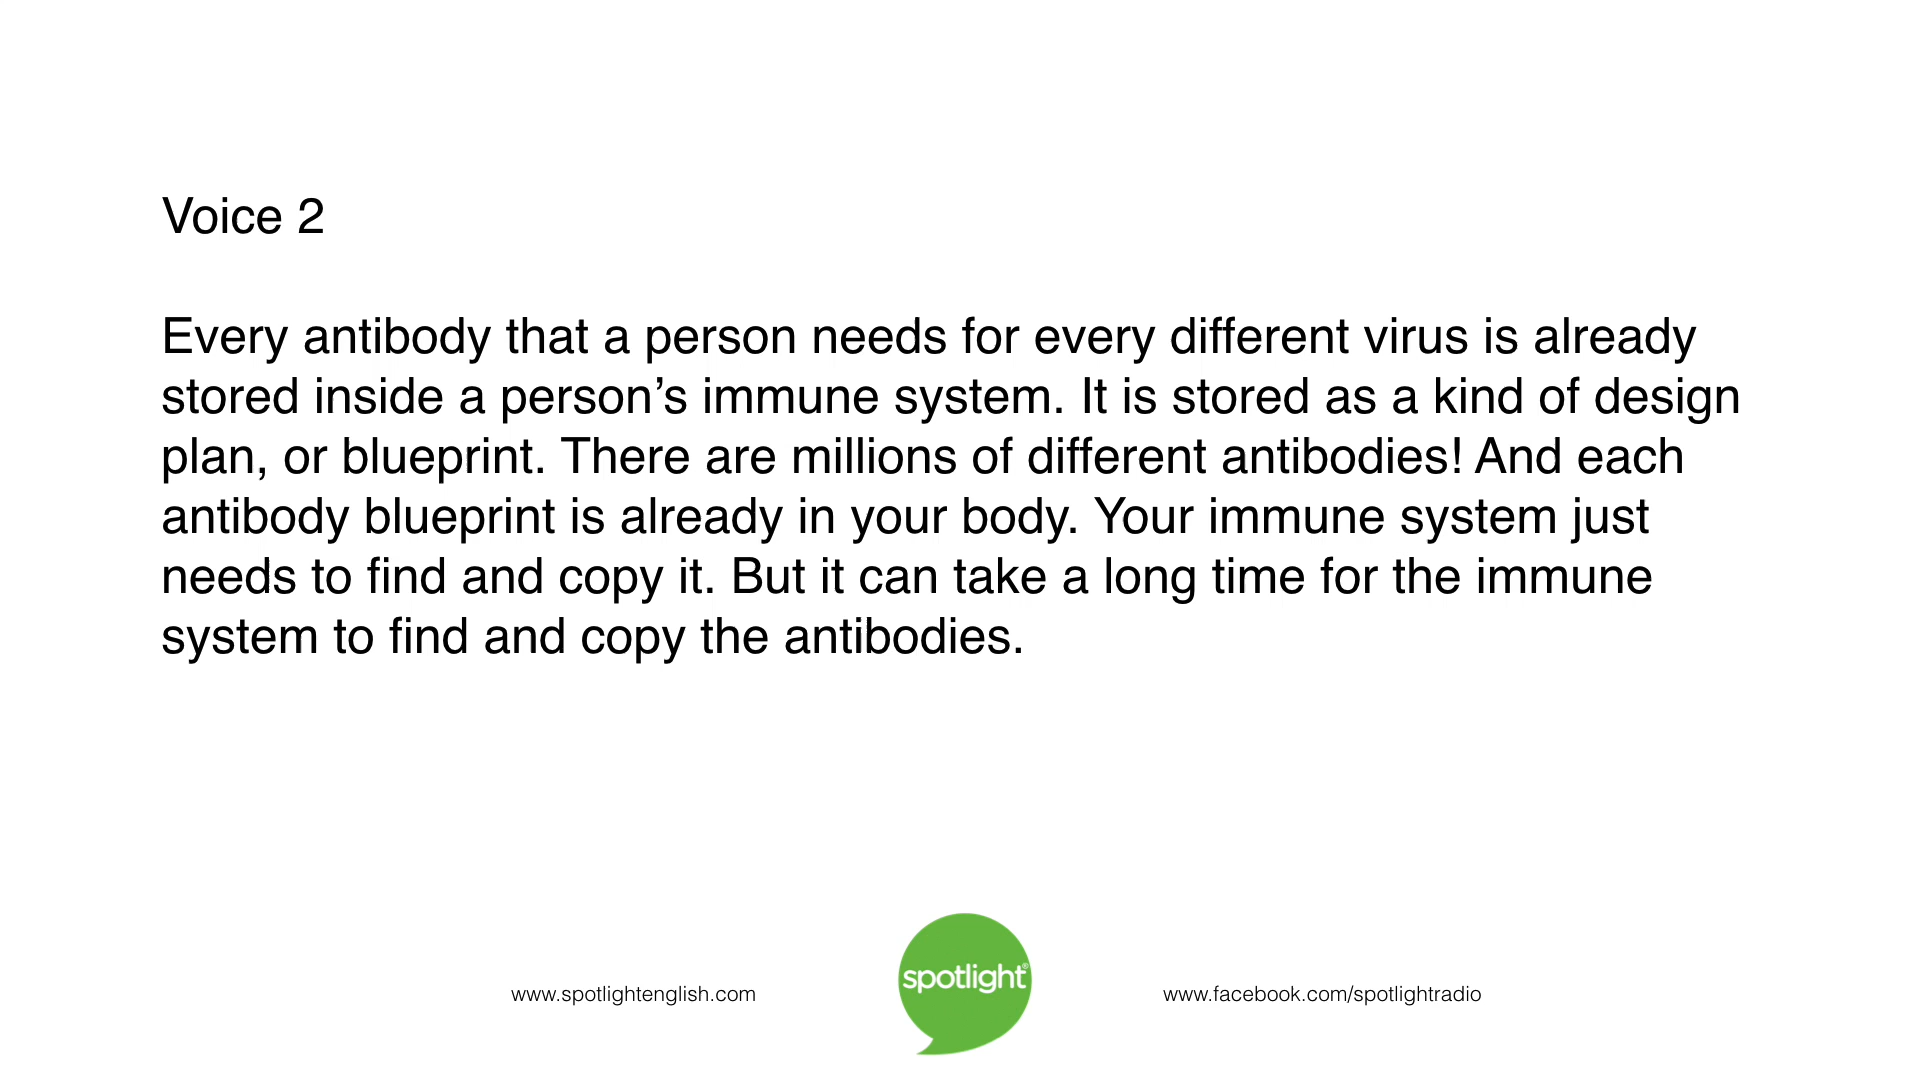 Voice 2
Every antibody that a person needs for every different virus is already
stored inside a person’s immune system. It is stored as a kind of design
plan, or blueprint. There are millions of different antibodies! And each
antibody blueprint is already in your body. Your immune system just
needs to find and copy it. But it can take a long time for the immune
system to find and copy the antibodies.
www.spotlightenglish.com
spotlight®
www.facebook.com/spotlightradio